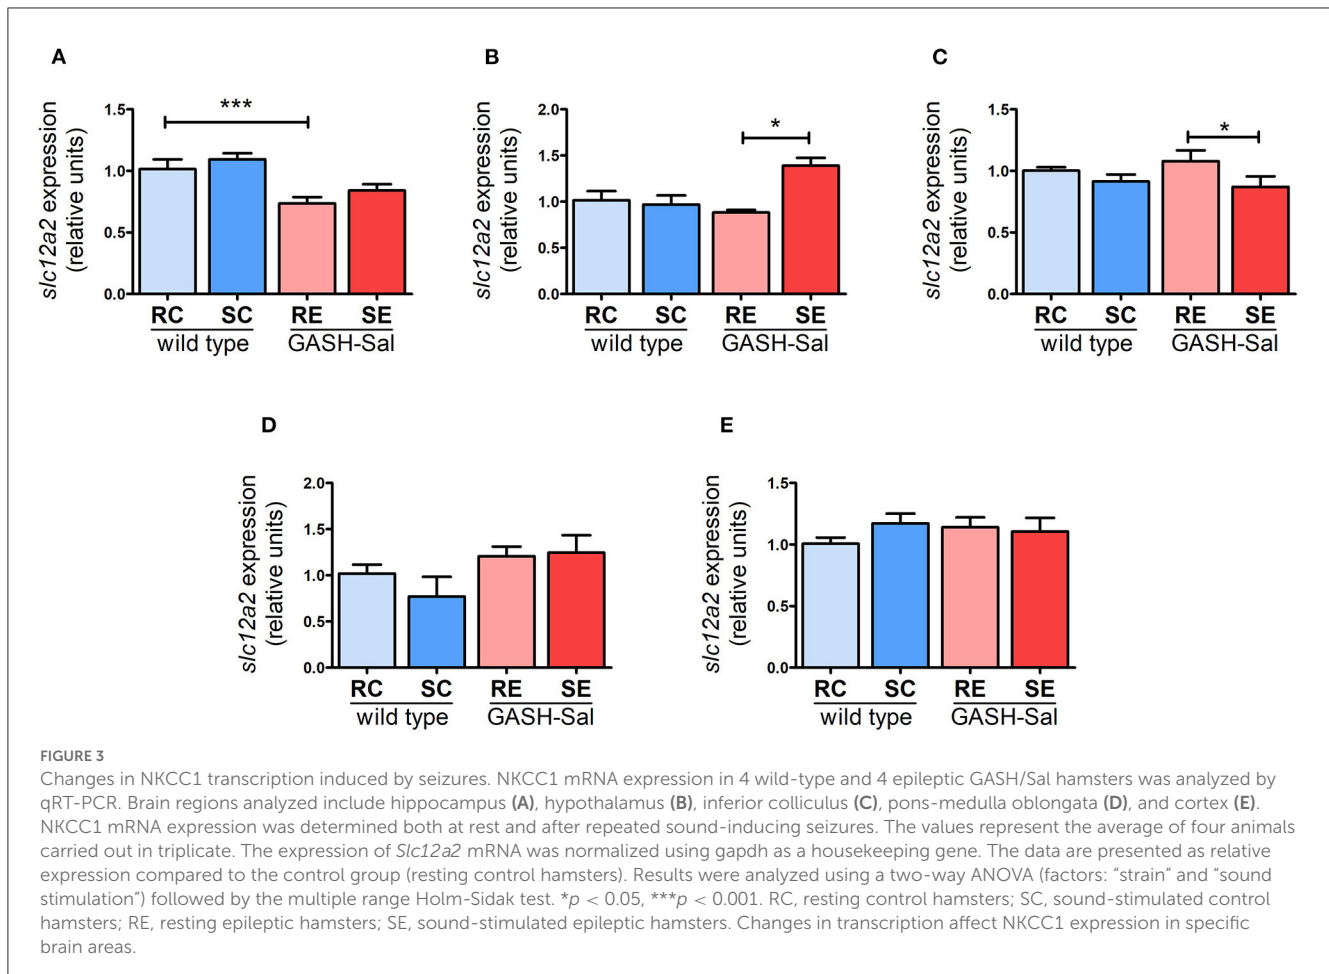 A
slc12a2 expression
(relative units)
1.5
1.0
0.5
0.0
***
RC SC RE SE
wild type GASH-Sal
B
slc12a2 expression
(relative units)
2.0
1.5
1.0
0.5
0.0
*
RC SC RE SE
wild type GASH-Sal
C
slc12a2 expression
(relative units)
1.5
1.0
0.5
0.0
*
RC SC RE SE
wild type GASH-Sal
D
slc12a2 expression
(relative units)
2.0
1.5
1.0
0.5
0.0
RC SC RE SE
wild type GASH-Sal
E
slc12a2 expression
(relative units)
1.5
1.0
0.5
0.0
RC SC RE SE
wild type GASH-Sal
FIGURE 3
Changes in NKCC1 transcription induced by seizures. NKCC1 mRNA expression in 4 wild-type and 4 epileptic GASH/Sal hamsters was analyzed by
qRT-PCR. Brain regions analyzed include hippocampus (A), hypothalamus (B), inferior colliculus (C), pons-medulla oblongata (D), and cortex (E).
NKCC1 mRNA expression was determined both at rest and after repeated sound-inducing seizures. The values represent the average of four animals
carried out in triplicate. The expression of Slc12a2 mRNA was normalized using gapdh as a housekeeping gene. The data are presented as relative
expression compared to the control group (resting control hamsters). Results were analyzed using a two-way ANOVA (factors: “strain“ and “sound
stimulation”) followed by the multiple range Holm-Sidak test. *p < 0.05, ***p < 0.001. RC, resting control hamsters; SC, sound-stimulated control
hamsters; RE, resting epileptic hamsters; SE, sound-stimulated epileptic hamsters. Changes in transcription affect NKCC1 expression in specific
brain areas.